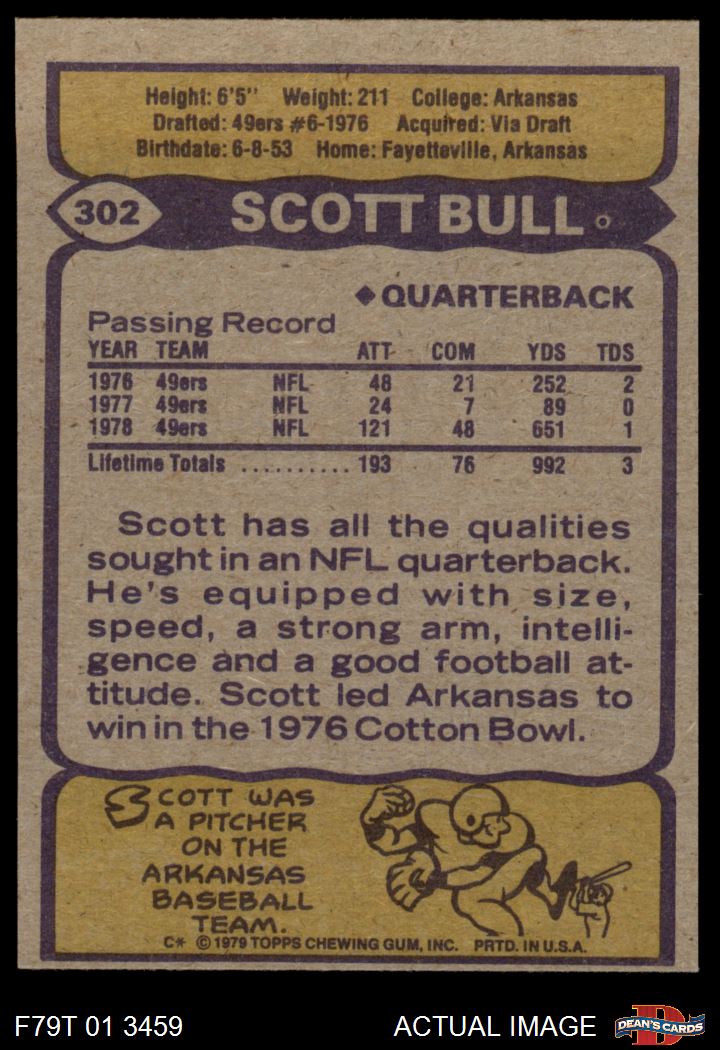 Height: 6'5'' Weight: 211 College: Arkansas
Drafted: 49ers #6-1976 Acquired: Via Draft
Birthdate: 6-8-53 Home: Fayetteville, Arkansas
302 SCOTT BULL
◆ QUARTERBACK
Passing Record
YEAR TEAM ATT COM YDS TDS
1976 49ers NFL 48 21 252 2
1977 49ers NFL 24 7 89 0
1978 49ers NFL 121 48 651 1
Lifetime Totals .......... 193 76 992 3
Scott has all the qualities
sought in an NFL quarterback.
He's equipped with size,
speed, a strong arm, intelli-
gence and a good football at-
titude. Scott led Arkansas to
win in the 1976 Cotton Bowl.
SCOTT WAS
A PITCHER
ON THE
ARKANSAS
BASEBALL
TEAM.
C* © 1979 TOPPS CHEWING GUM, INC. PRTD. IN U.S.A.
F79T 01 3459 ACTUAL IMAGE D DEAN'S CARDS